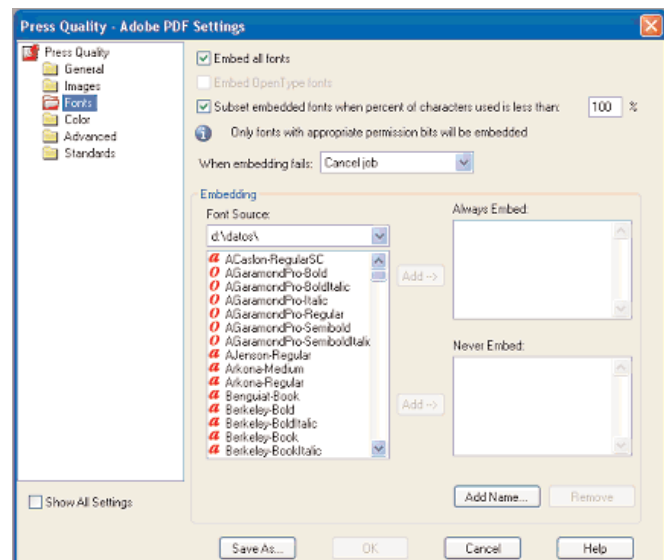 Press Quality - Adobe PDF Settings
Press Quality
General
Images
Fonts
Color
Advanced
Standards
Show All Settings
Embed all fonts
Embed OpenType fonts
Subset embedded fonts when percent of characters used is less than: 100 %
Only fonts with appropriate permission bits will be embedded
When embedding fails: Cancel job
Embedding
Font Source:
d:\datos\
ACaslon-RegularSC
AGaramondPro-Bold
AGaramondPro-BoldItalic
AGaramondPro-Italic
AGaramondPro-Regular
AGaramondPro-Semibold
AGaramondPro-SemiboldItalic
AJenson-Regular
Arkona-Medium
Arkona-Regular
Benguiat-Book
Berkeley-Bold
Berkeley-BoldItalic
Berkeley-Book
Berkeley-BookItalic
Add ->
Add ->
Always Embed:
Never Embed:
Add Name...
Remove
Save As...
OK
Cancel
Help